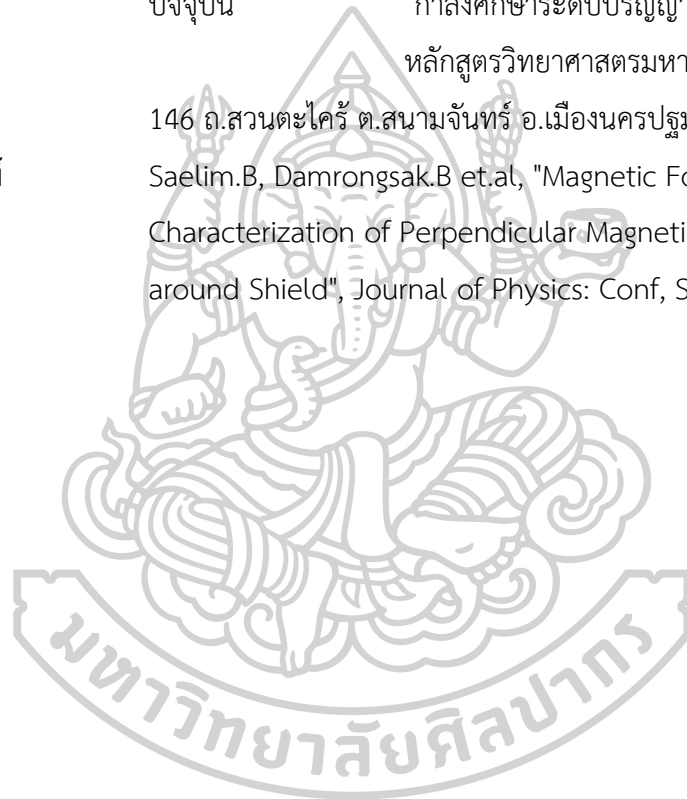 ปัจจุบัน กำลังศึกษาระดับปริญญา
หลักสูตรวิทยาศาสตรมหา
146 ถ.สวนตะไคร้ ต.สนามจันทร์ อ.เมืองนครปฐม
Saelim.B, Damrongsak.B et.al, "Magnetic Fo
Characterization of Perpendicular Magneti
around Shield", Journal of Physics: Conf, S
มหาวิทยาลัยศิลปากร